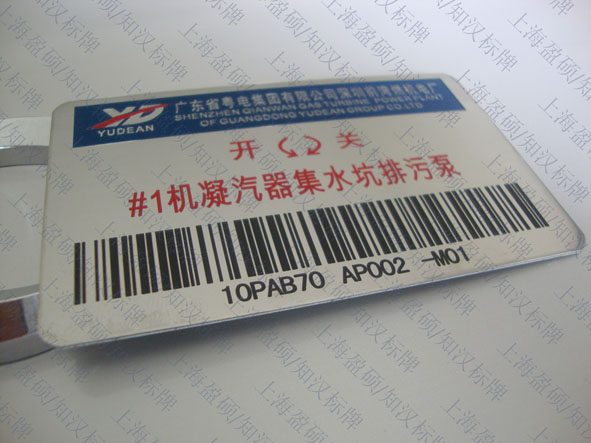 YD
YUDEAN
广东省粤电集团有限公司深圳前湾燃机电厂
SHENZHEN QIANWAN GAS TURBINE POWER PLANT
OF GUANGDONG YUDEAN GROUP CO.LTD
开 关
#1机凝汽器集水坑排污泵
10PAB70 AP002 -M01
上海盈硕/知汉标牌